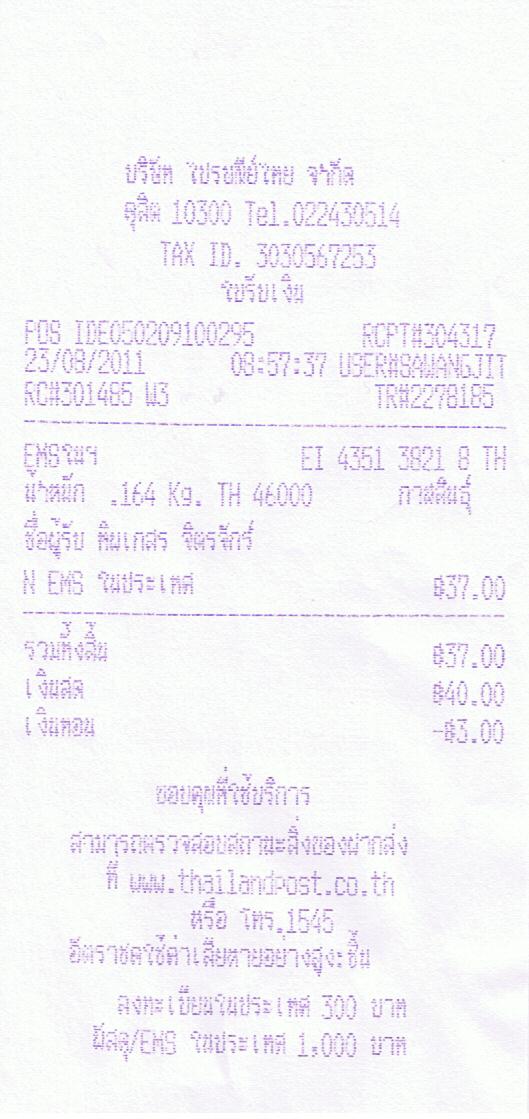 บริษัท ไปรษณีย์ไทย จำกัด
ดุสิต 10300 Tel.022430514
TAX ID. 3030567253
ใบรับเงิน
POS IDE050209100295 RCPT#304317
23/08/2011 08:57:37 USER#SAWANGJIT
RC#301485 W3 TR#2278185
EMSในฯ EI 4351 3821 8 TH
น้ำหนัก .164 Kg. TH 46000 กาฬสินธุ์
ชื่อผู้รับ พิมเกสร จิตรจักร์
N EMS ในประเทศ ฿37.00
รวมทั้งสิ้น ฿37.00
เงินสด ฿40.00
เงินทอน -฿3.00
ขอบคุณที่ใช้บริการ
สามารถตรวจสอบสถานะสิ่งของฝากส่ง
ที่ www.thailandpost.co.th
หรือ โทร.1545
อัตราชดใช้ค่าเสียหายอย่างสูง:ชิ้น
ลงทะเบียนในประเทศ 300 บาท
พัสดุ/EMS ในประเทศ 1,000 บาท